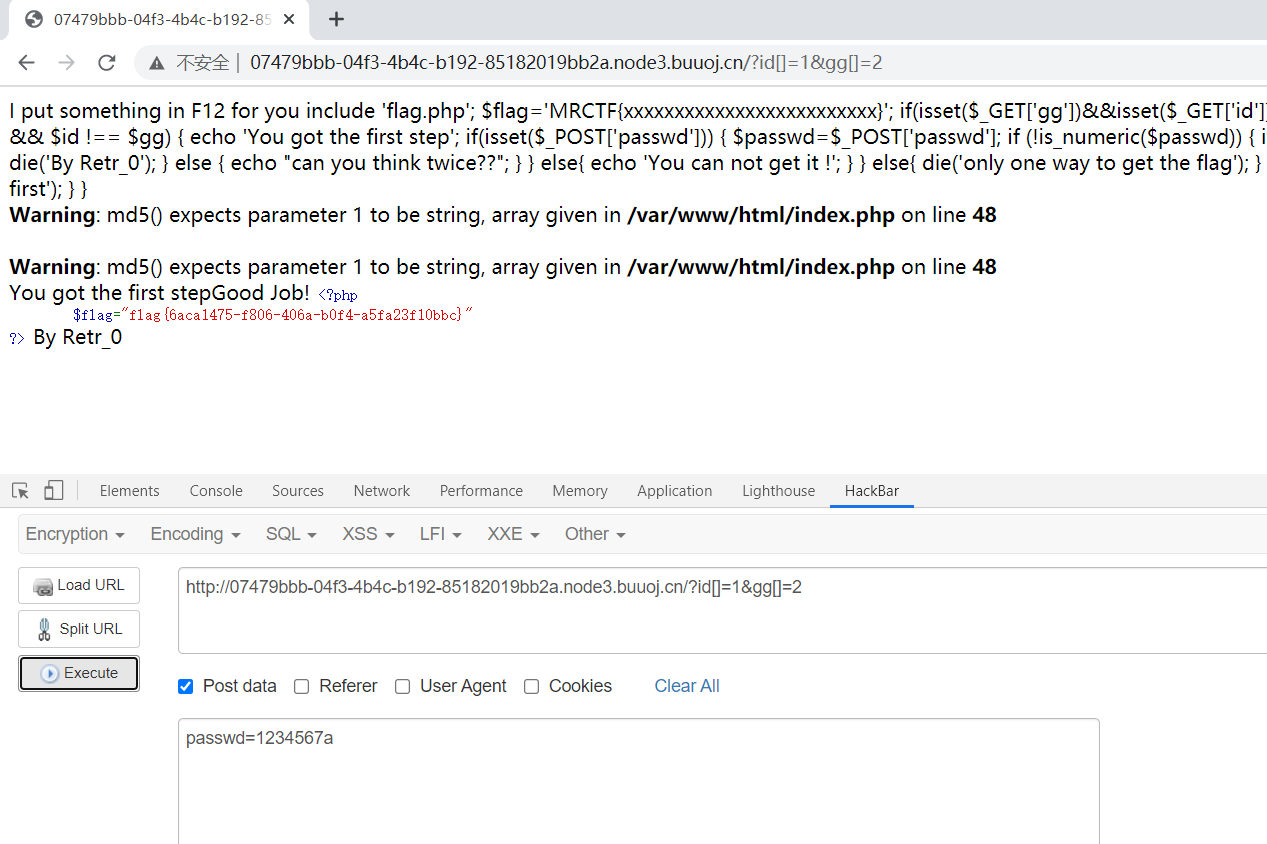 07479bbb-04f3-4b4c-b192-85
不安全 | 07479bbb-04f3-4b4c-b192-85182019bb2a.node3.buuoj.cn/?id[]=1&gg[]=2
I put something in F12 for you include 'flag.php'; $flag='MRCTF{xxxxxxxxxxxxxxxxxxxxxxxxx}'; if(isset($_GET['gg'])&&isset($_GET['id']
&& $id !== $gg) { echo 'You got the first step'; if(isset($_POST['passwd'])) { $passwd=$_POST['passwd']; if (!is_numeric($passwd)) { i
die('By Retr_0'); } else { echo "can you think twice??"; } } else{ echo 'You can not get it !'; } } else{ die('only one way to get the flag'); }
first'); } }
Warning: md5() expects parameter 1 to be string, array given in /var/www/html/index.php on line 48
Warning: md5() expects parameter 1 to be string, array given in /var/www/html/index.php on line 48
You got the first stepGood Job! <?php
$flag="flag{6aca1475-f806-406a-b0f4-a5fa23f10bbc}"
?> By Retr_0
Elements Console Sources Network Performance Memory Application Lighthouse HackBar
Encryption Encoding SQL XSS LFI XXE Other
Load URL
http://07479bbb-04f3-4b4c-b192-85182019bb2a.node3.buuoj.cn/?id[]=1&gg[]=2
Split URL
Execute
Post data Referer User Agent Cookies Clear All
passwd=1234567a